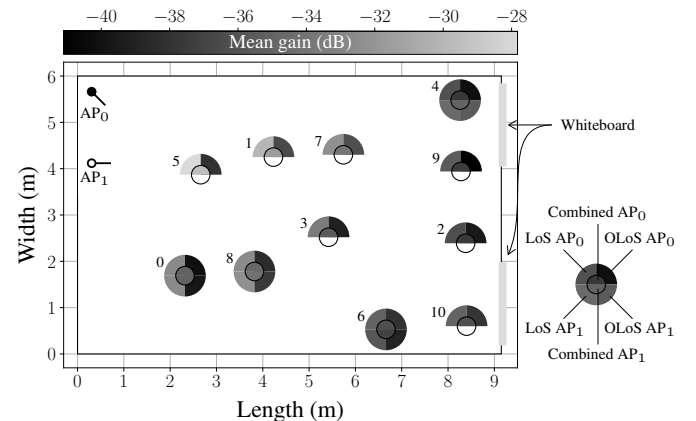 −40 −38 −36 −34 −32 −30 −28
Mean gain (dB)
6
5
4
3
2
1
0
Width (m)
AP0
AP1
5
1
7
4
9
3
2
0
8
6
10
Whiteboard
Combined AP0
LoS AP0 OLoS AP0
LoS AP1 OLoS AP1
Combined AP1
0 1 2 3 4 5 6 7 8 9
Length (m)